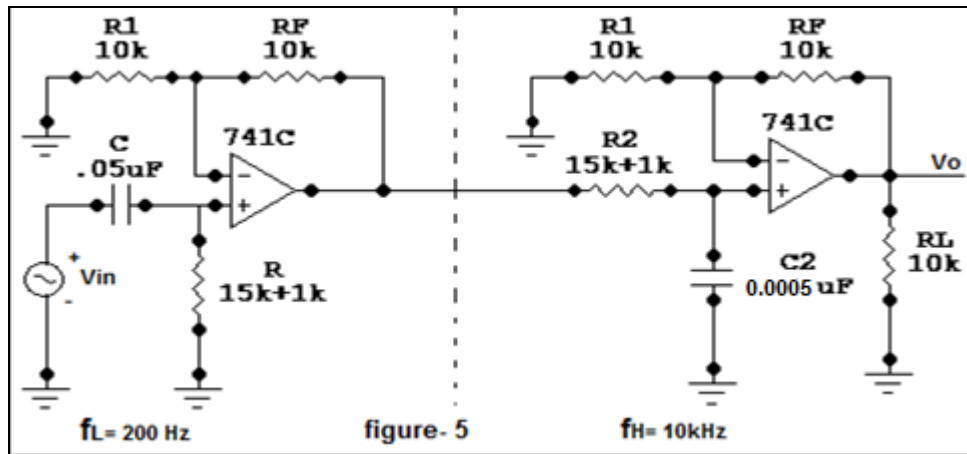 R1
10k
RF
10k
741C
C
.05uF
+
Vin
-
−
+
R
15k+1k
R1
10k
RF
10k
741C
R2
15k+1k
−
+
Vo
C2
0.0005 uF
RL
10k
fL= 200 Hz
figure- 5
fH= 10kHz